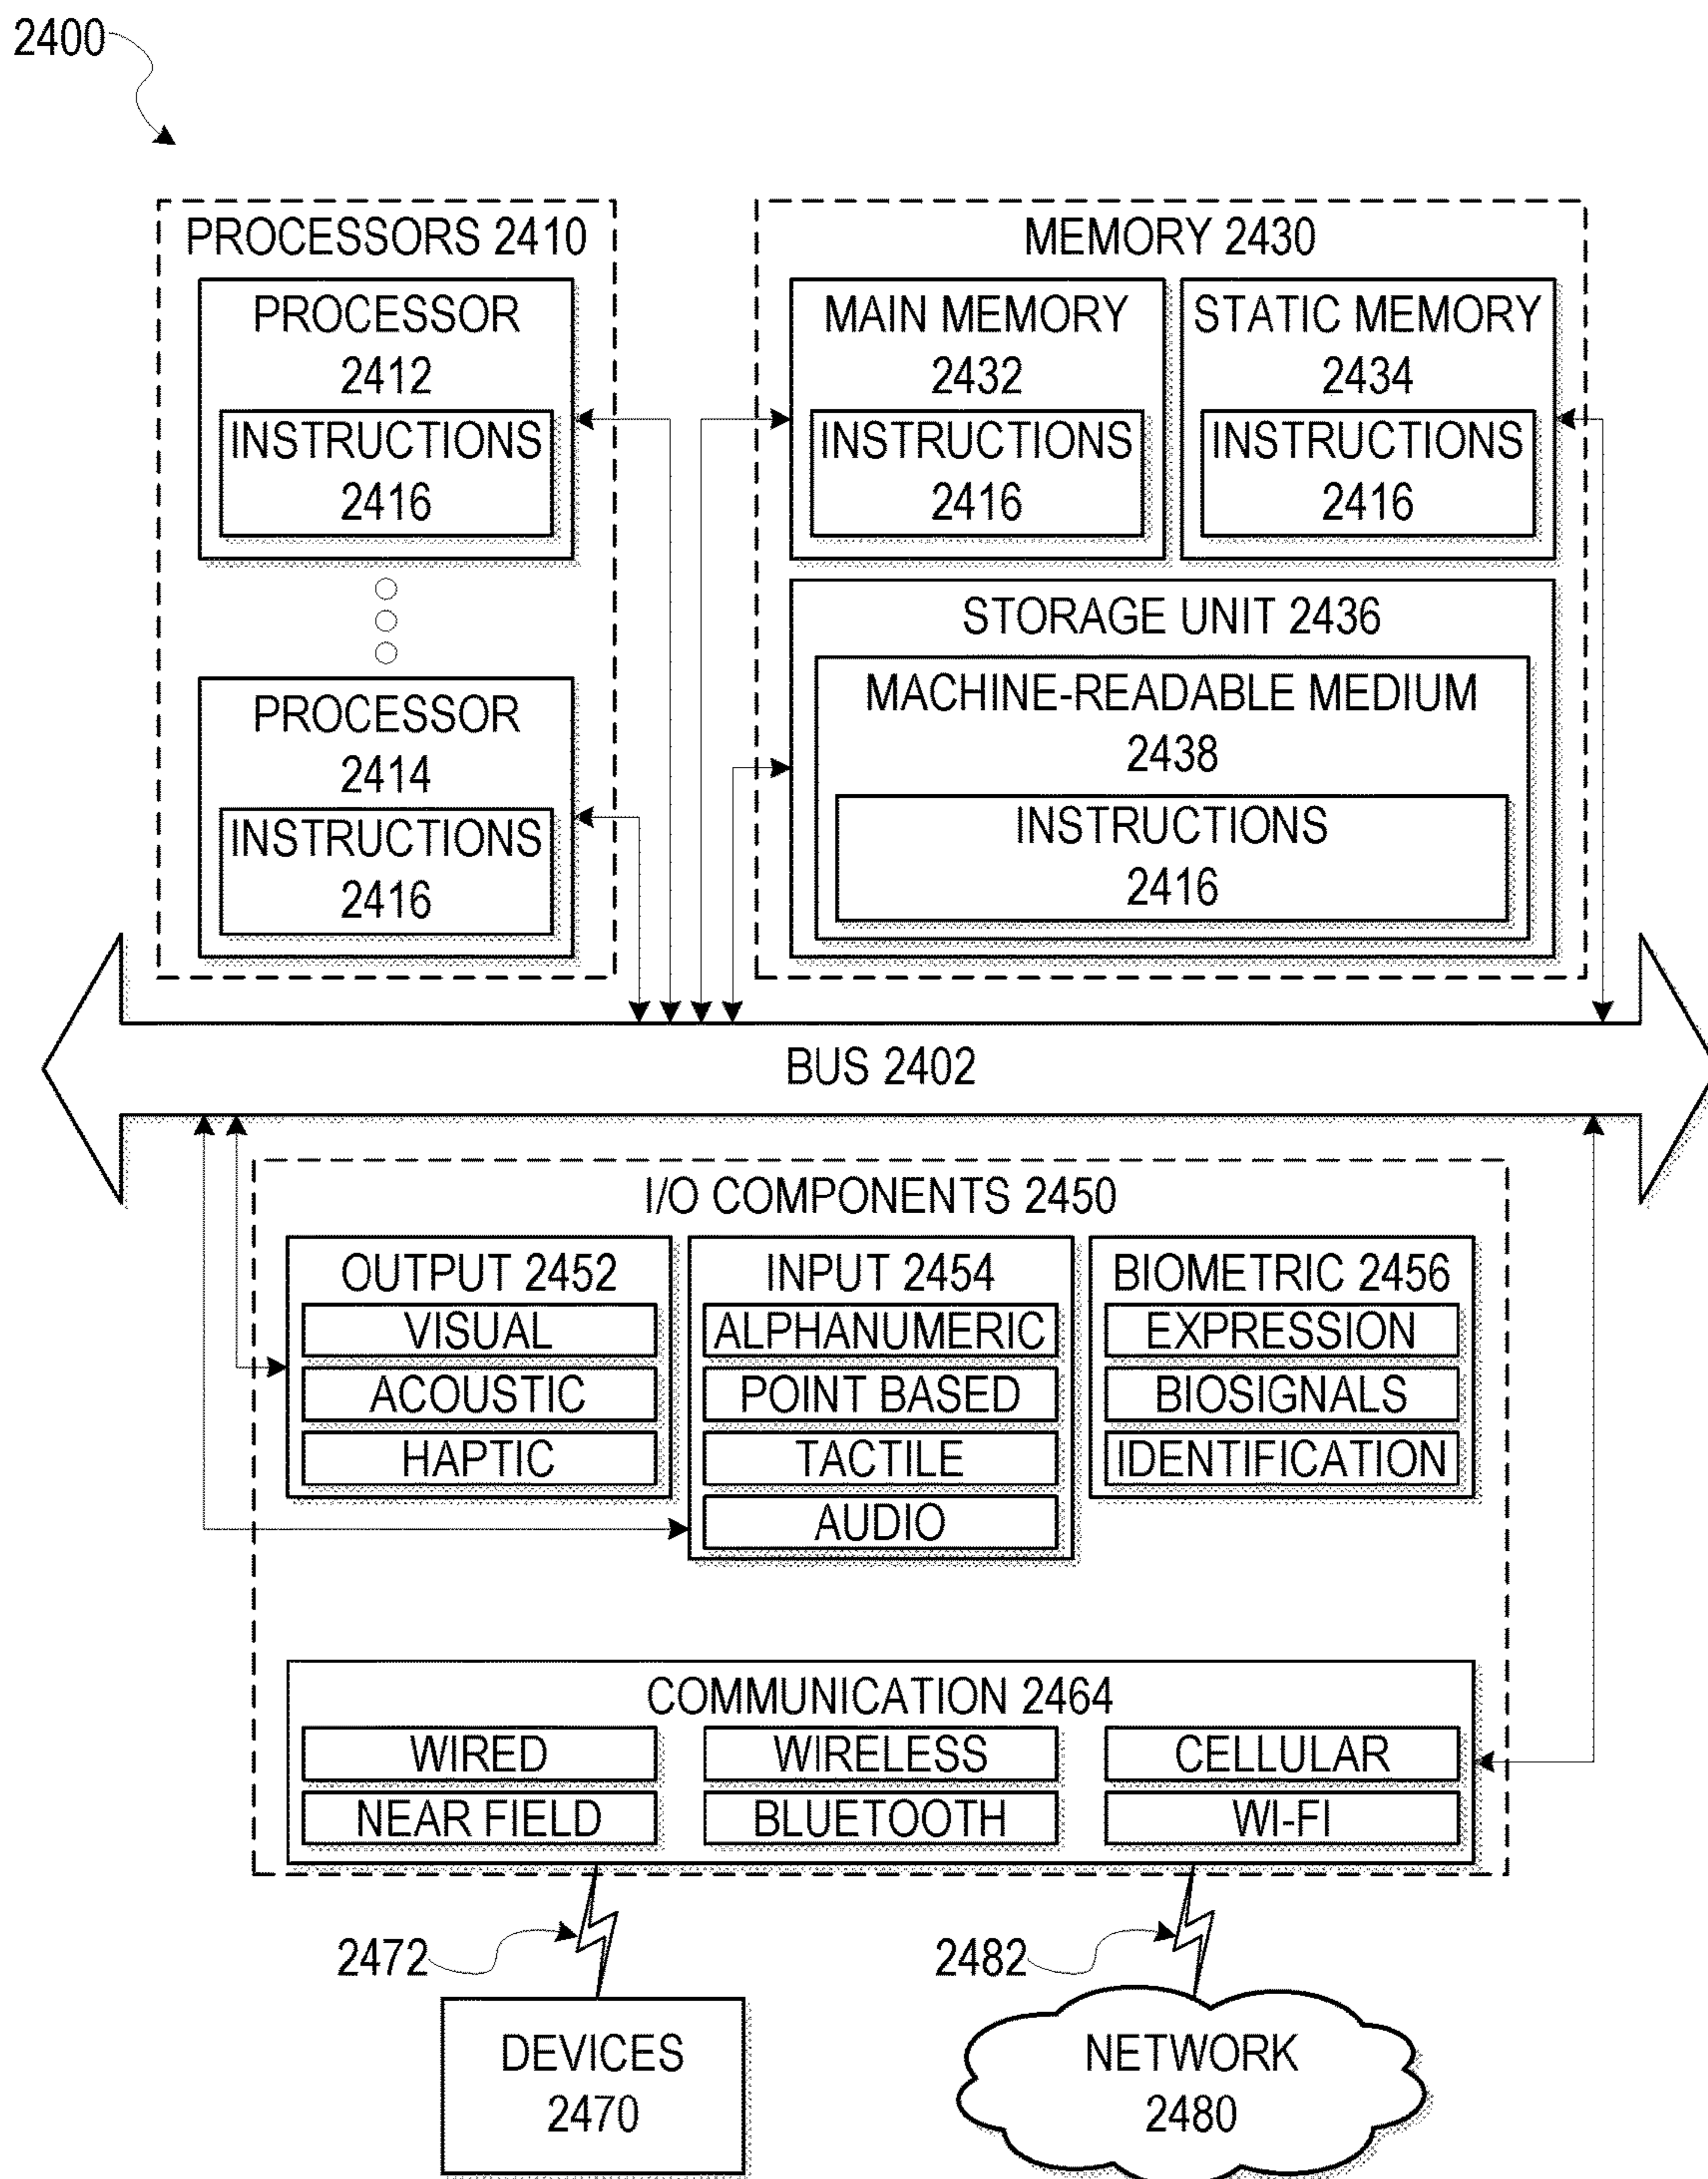 2400
PROCESSORS 2410
PROCESSOR
2412
INSTRUCTIONS
2416
PROCESSOR
2414
INSTRUCTIONS
2416
MEMORY 2430
MAIN MEMORY
2432
INSTRUCTIONS
2416
STATIC MEMORY
2434
INSTRUCTIONS
2416
STORAGE UNIT 2436
MACHINE-READABLE MEDIUM
2438
INSTRUCTIONS
2416
BUS 2402
I/O COMPONENTS 2450
OUTPUT 2452
VISUAL
ACOUSTIC
HAPTIC
INPUT 2454
ALPHANUMERIC
POINT BASED
TACTILE
AUDIO
BIOMETRIC 2456
EXPRESSION
BIOSIGNALS
IDENTIFICATION
COMMUNICATION 2464
WIRED
WIRELESS
CELLULAR
NEAR FIELD
BLUETOOTH
WI-FI
2472
2482
DEVICES
2470
NETWORK
2480